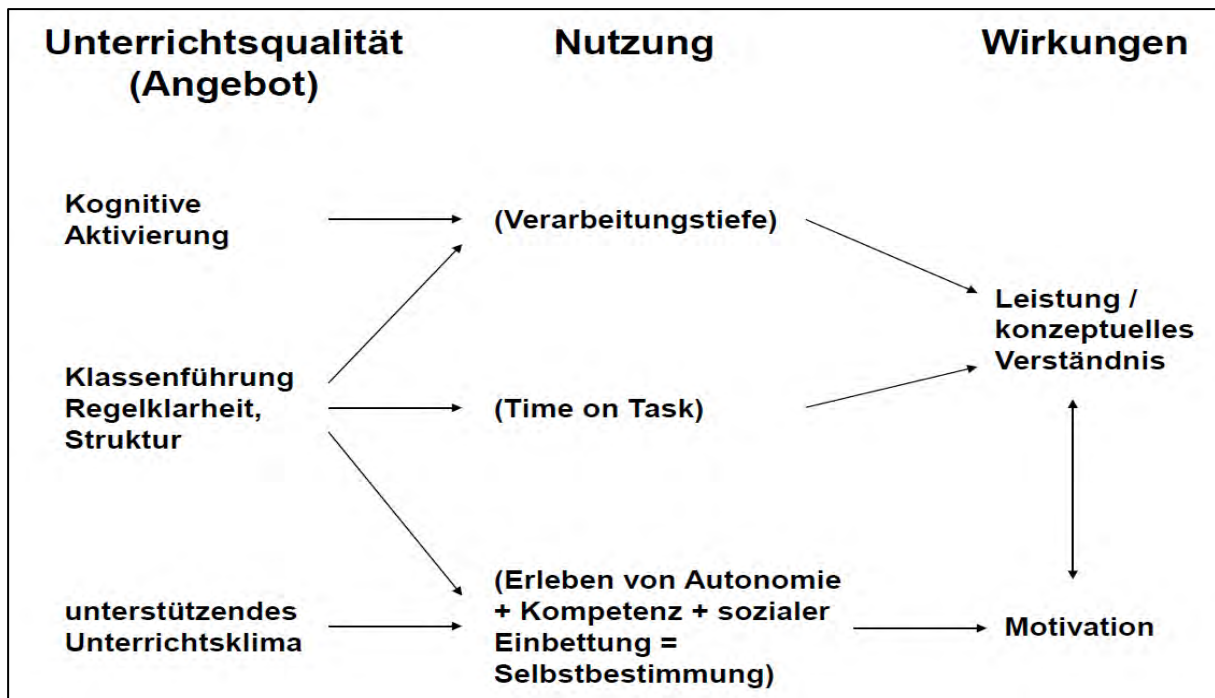 Unterrichtsqualität
(Angebot)
Nutzung
Wirkungen
Kognitive
Aktivierung
(Verarbeitungstiefe)
Leistung /
konzeptuelles
Verständnis
Klassenführung
Regelklarheit,
Struktur
(Time on Task)
unterstützendes
Unterrichtsklima
(Erleben von Autonomie
+ Kompetenz + sozialer
Einbettung =
Selbstbestimmung)
Motivation